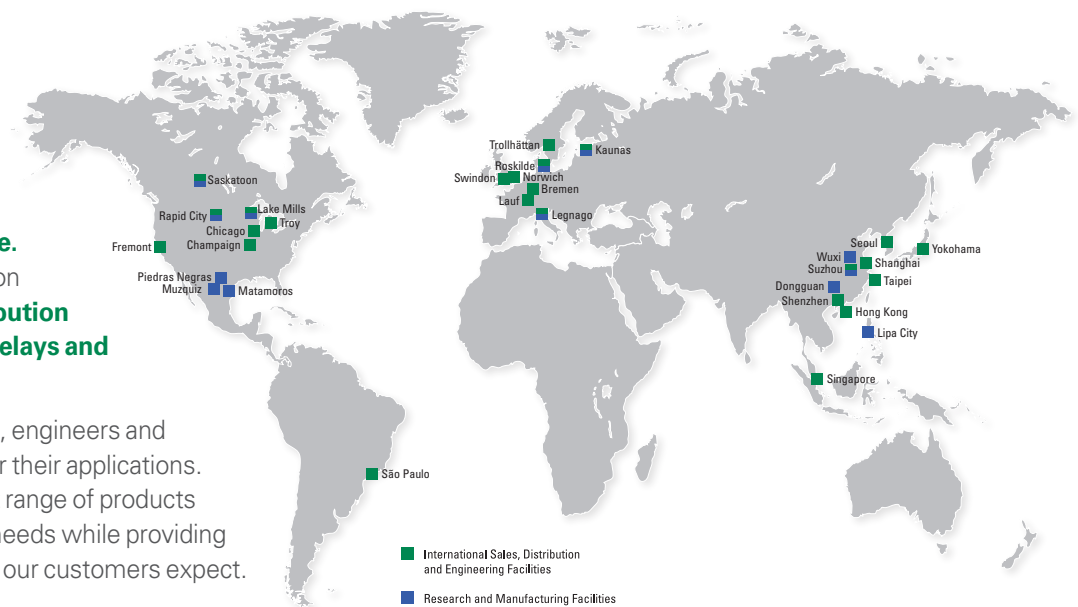 e.
on
bution
elays and
, engineers and
r their applications.
range of products
needs while providing
our customers expect.
Saskatoon
Rapid City
Lake Mills
Chicago
Troy
Fremont
Champaign
Piedras Negras
Muzquiz
Matamoros
São Paulo
Trollhättan
Kaunas
Roskilde
Swindon
Norwich
Bremen
Lauf
Legnago
Seoul
Yokohama
Wuxi
Shanghai
Suzhou
Taipei
Dongguan
Shenzhen
Hong Kong
Lipa City
Singapore
International Sales, Distribution
and Engineering Facilities
Research and Manufacturing Facilities